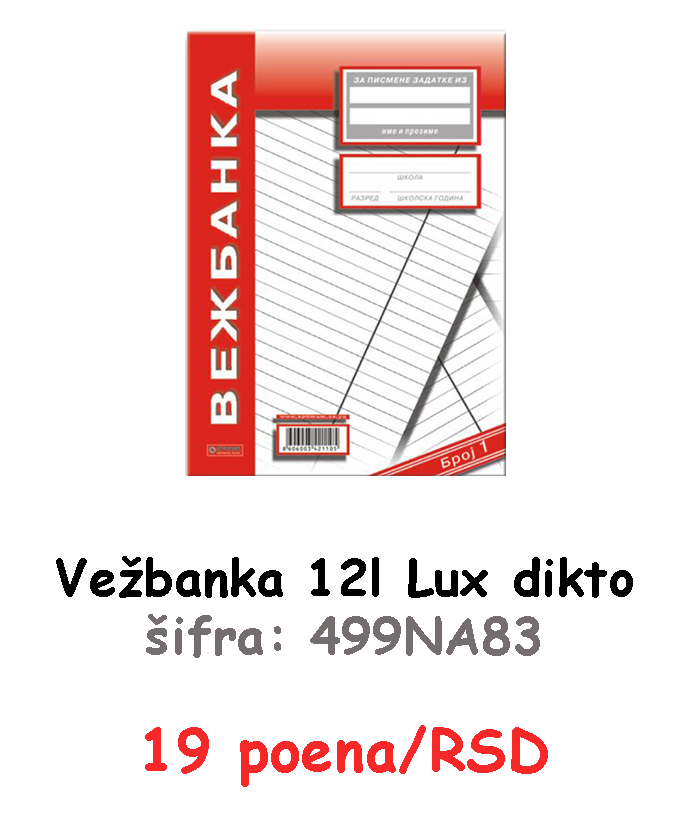 ВЕЖБАНКА
ЗА ПИСМЕНЕ ЗАДАТКЕ ИЗ
име и презиме
ШКОЛА
РАЗРЕД ШКОЛСКА ГОДИНА
8606003421105
Број 1
Vežbanka 12l Lux dikto
šifra: 499NA83
19 poena/RSD